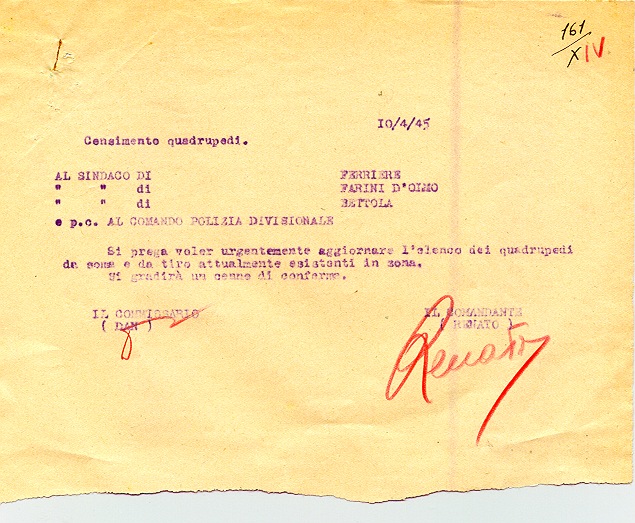 161
XIV.
10/4/45
Censimento quadrupedi.
AL SINDACO DI FERRIERE
" " di FARINI D'OLMO
" " di BETTOLA
e p.c. AL COMANDO POLIZIA DIVISIONALE
Si prega voler urgentemente aggiornare l'elenco dei quadrupedi
da soma e da tiro attualmente esistenti in zona.
Si gradirà un cenno di conferma.
IL COMMISSARIO IL COMANDANTE
( DAN ) ( RENATO )
Renato